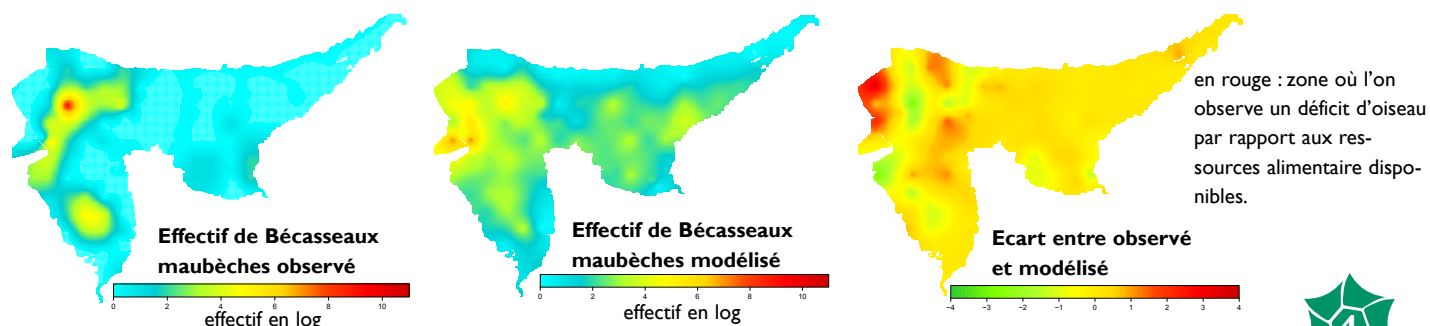 en rouge : zone où l'on
observe un déficit d'oiseau
par rapport aux res-
sources alimentaire dispo-
nibles.
Effectif de Bécasseaux
maubèches observé
0 2 4 6 8 10
effectif en log
Effectif de Bécasseaux
maubèches modélisé
0 2 4 6 8 10
effectif en log
Ecart entre observé
et modélisé
−4 −3 −2 −1 0 1 2 3 4